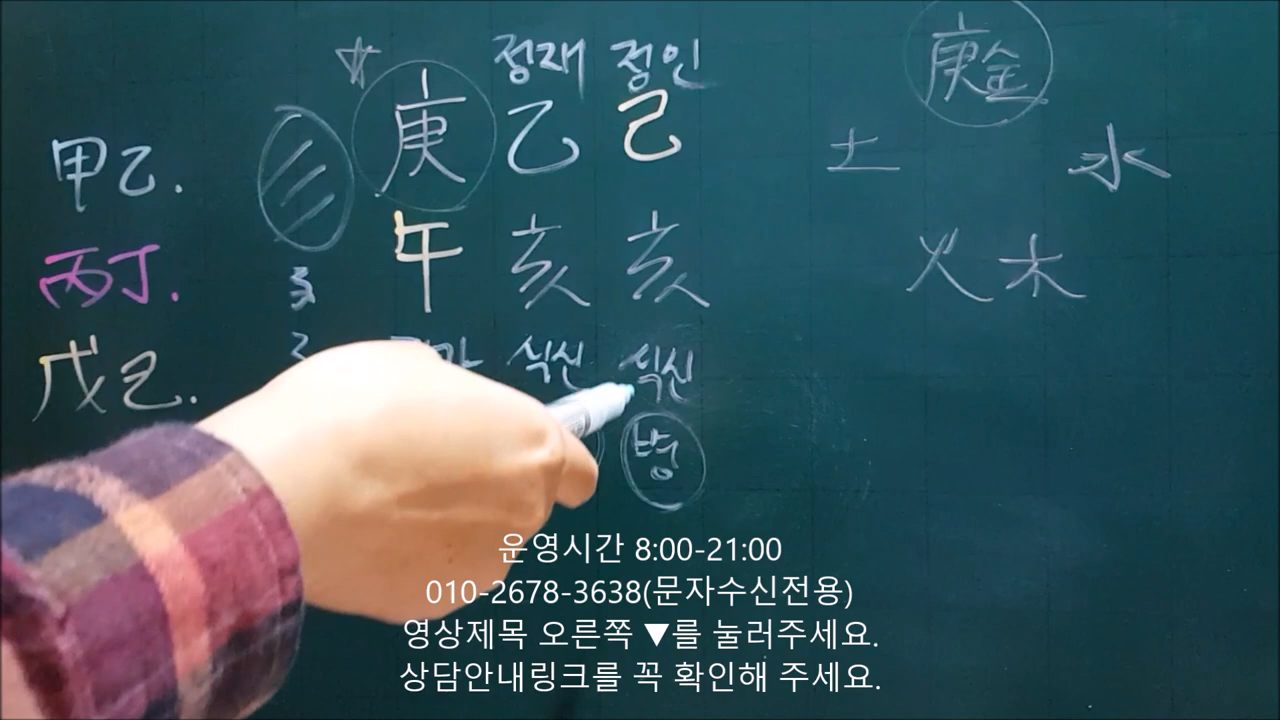 정재 정인
庚 乙 己
庚金
甲乙.
土 水
午 亥 亥
丙丁.
火 木
식신 식신
戊己.
병
운영시간 8:00-21:00
010-2678-3638(문자수신전용)
영상제목 오른쪽 ▼를 눌러주세요.
상담안내링크를 꼭 확인해 주세요.